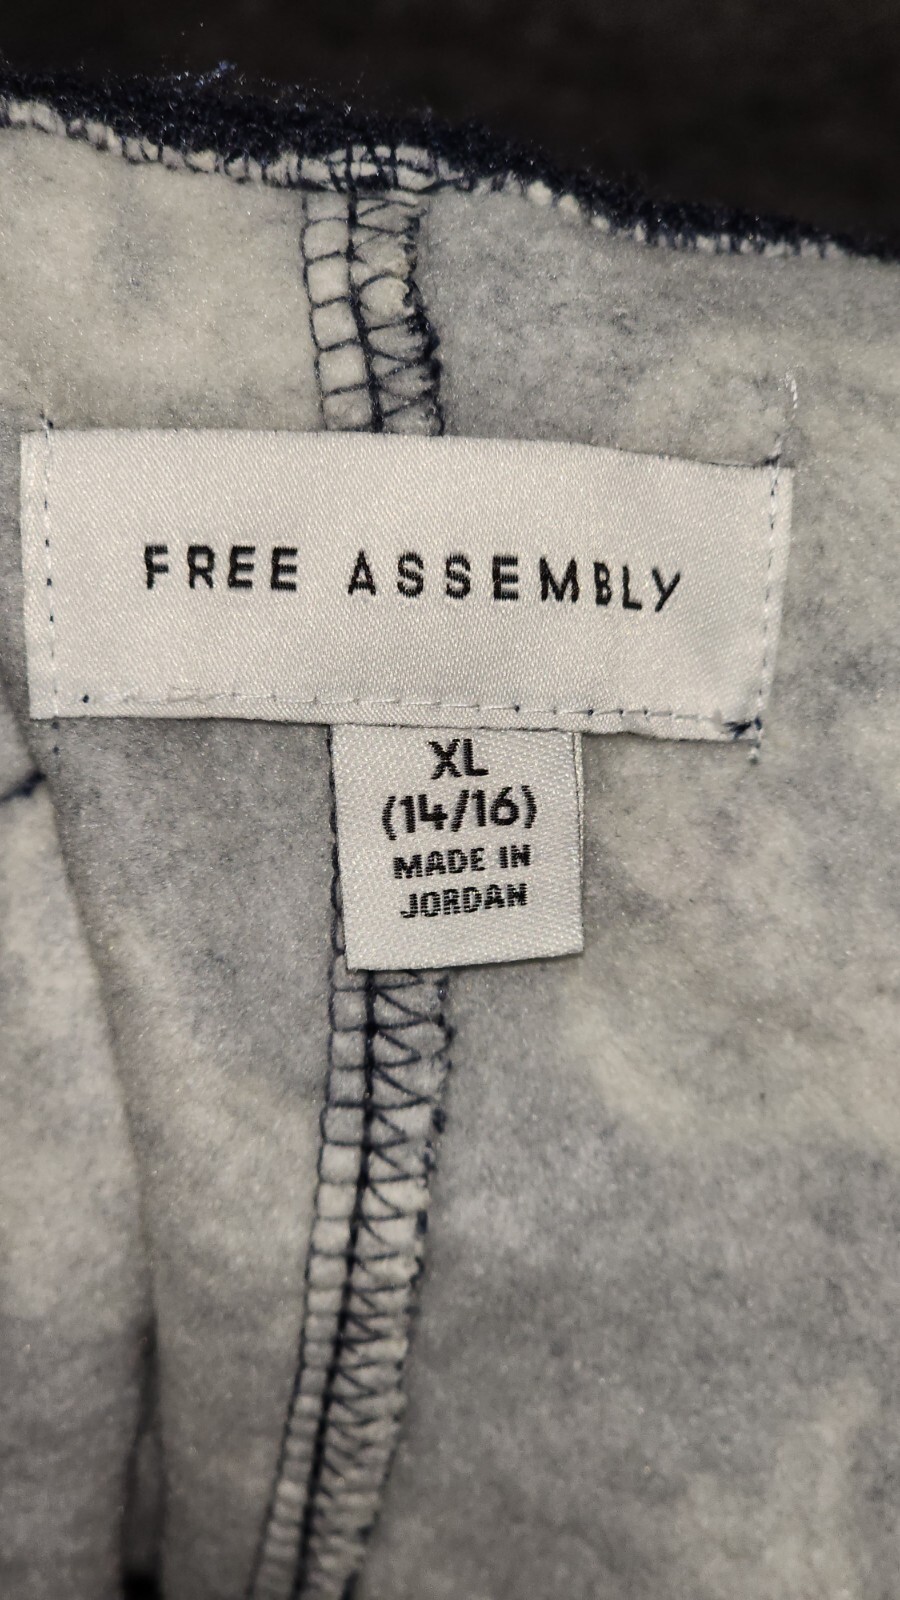 FREE ASSEMBLY
XL
(14/16)
MADE IN
JORDAN